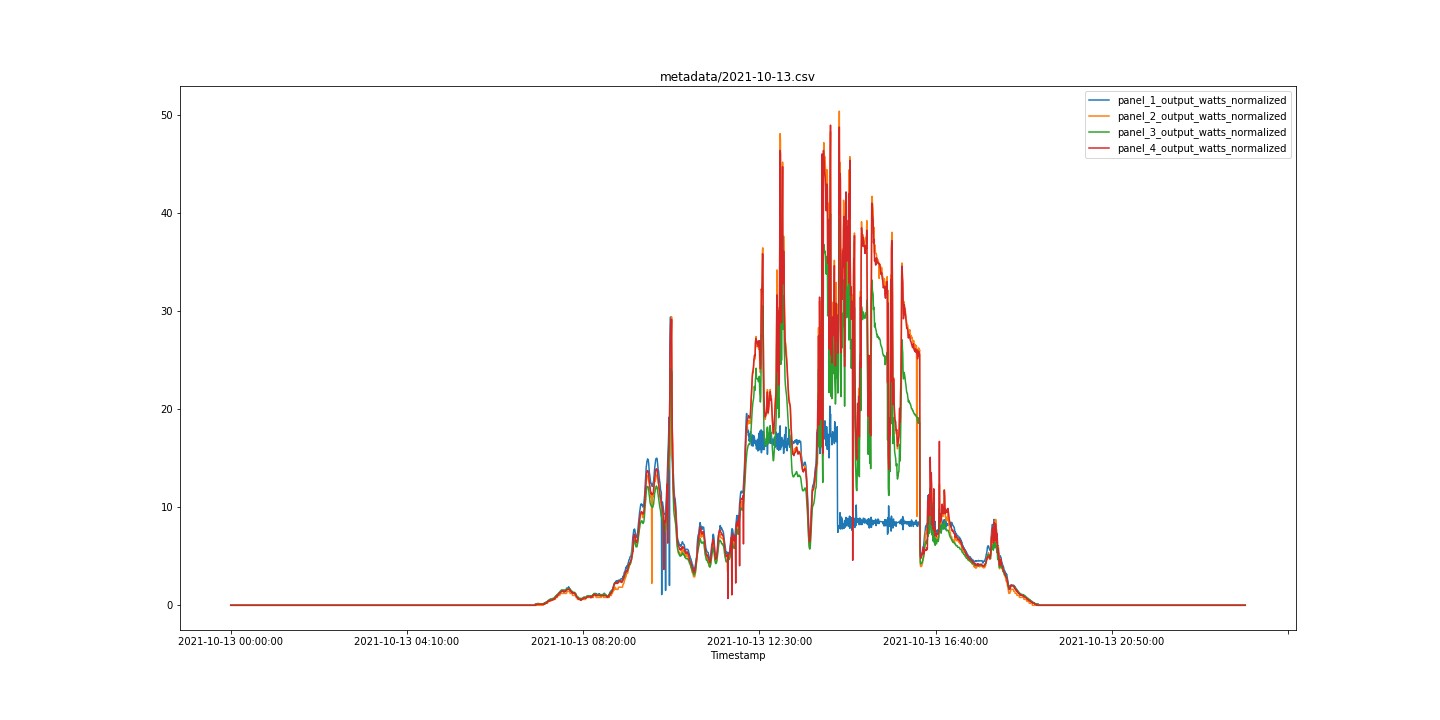 metadata/2021-10-13.csv
panel_1_output_watts_normalized
panel_2_output_watts_normalized
panel_3_output_watts_normalized
panel_4_output_watts_normalized
50
40
30
20
10
0
2021-10-13 00:00:00 2021-10-13 04:10:00 2021-10-13 08:20:00 2021-10-13 12:30:00 2021-10-13 16:40:00 2021-10-13 20:50:00
Timestamp